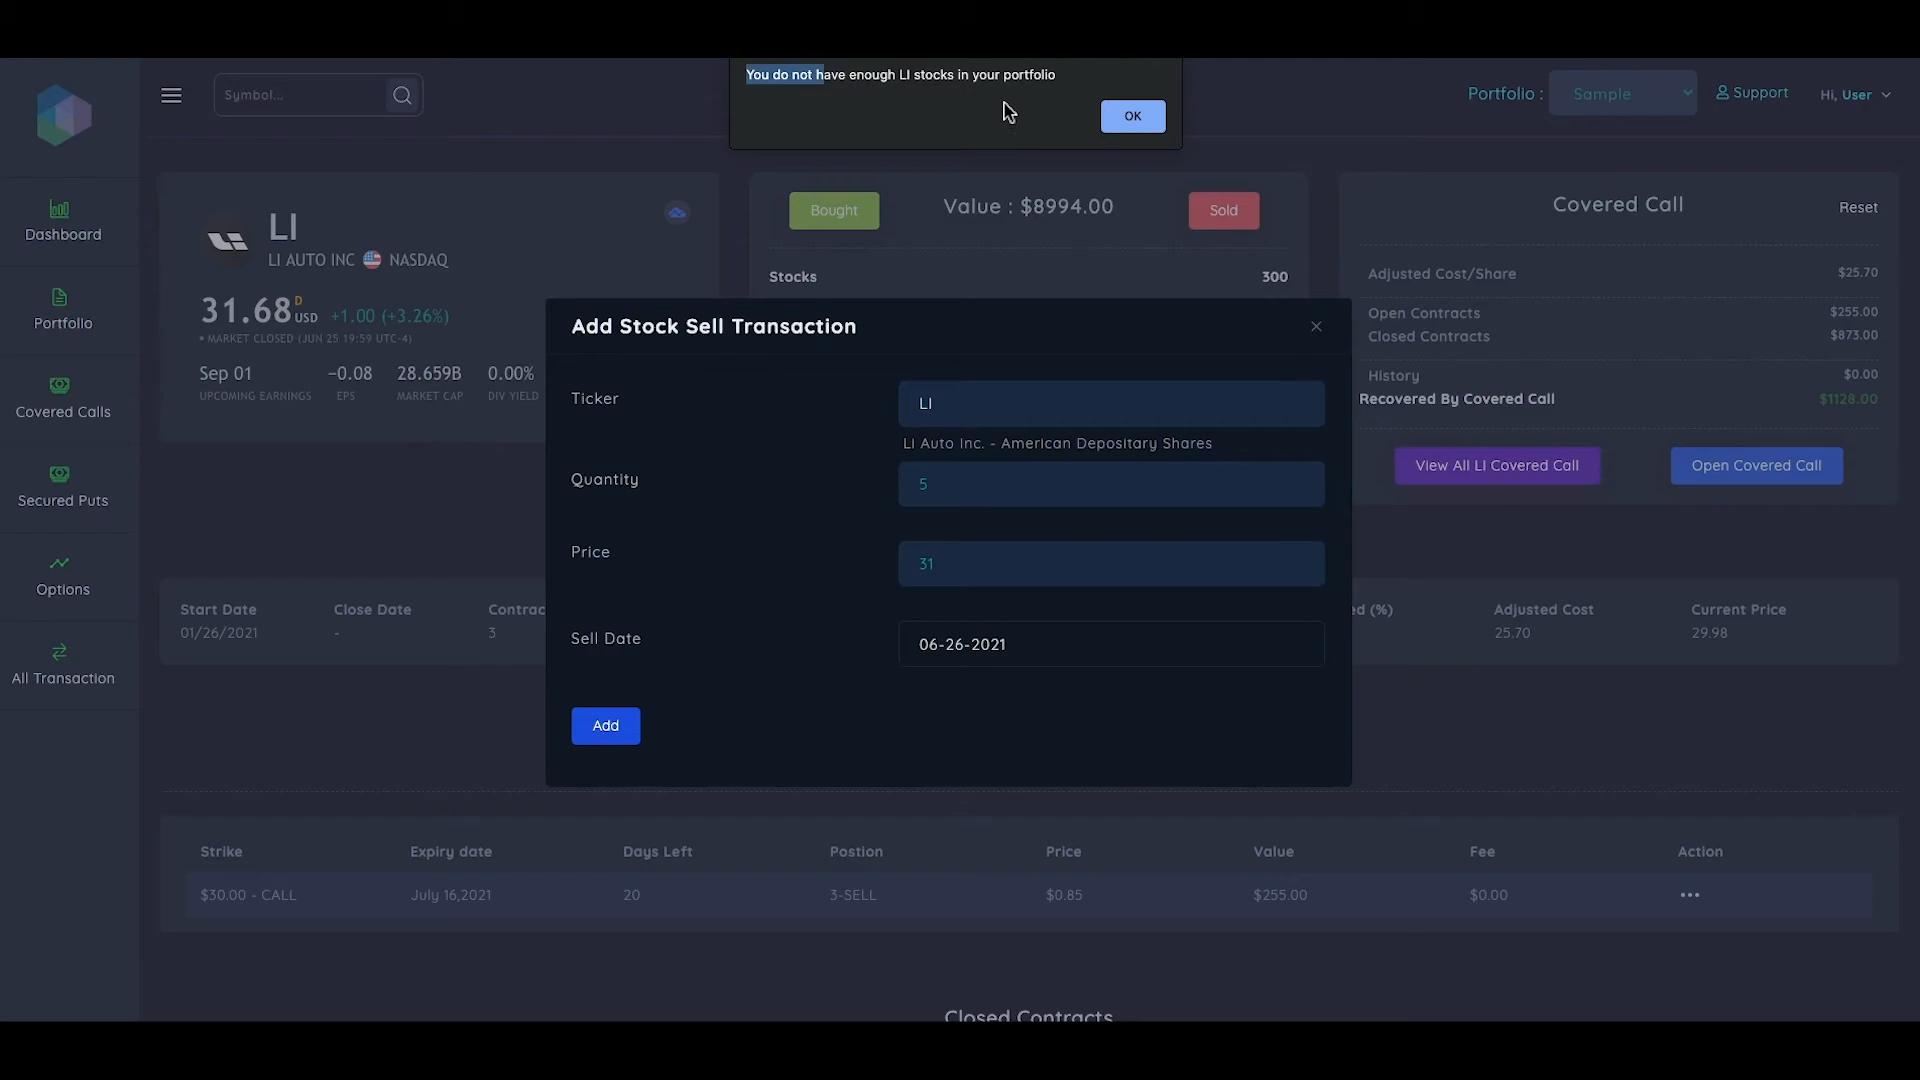 You do not have enough LI stocks in your portfolio
OK
Symbol...
Portfolio :
Sample
Support
Hi, User
Dashboard
Portfolio
Covered Calls
Secured Puts
Options
All Transaction
LI
LI AUTO INC NASDAQ
31.68 D USD +1.00 (+3.26%)
• MARKET CLOSED (JUN 25 19:59 UTC-4)
Sep 01 −0.08 28.659B 0.00%
UPCOMING EARNINGS EPS MARKET CAP DIV YIELD
Bought
Value : $8994.00
Sold
Stocks 300
Covered Call
Reset
Adjusted Cost/Share $25.70
Open Contracts $255.00
Closed Contracts $873.00
History $0.00
Recovered By Covered Call $1128.00
View All LI Covered Call
Open Covered Call
Add Stock Sell Transaction
Ticker
LI
LI Auto Inc. - American Depositary Shares
Quantity
5
Price
31
Sell Date
06-26-2021
Add
Start Date Close Date Contrac ed (%) Adjusted Cost Current Price
01/26/2021 - 3 25.70 29.98
Strike Expiry date Days Left Postion Price Value Fee Action
$30.00 - CALL July 16,2021 20 3-SELL $0.85 $255.00 $0.00 •••
Closed Contracts